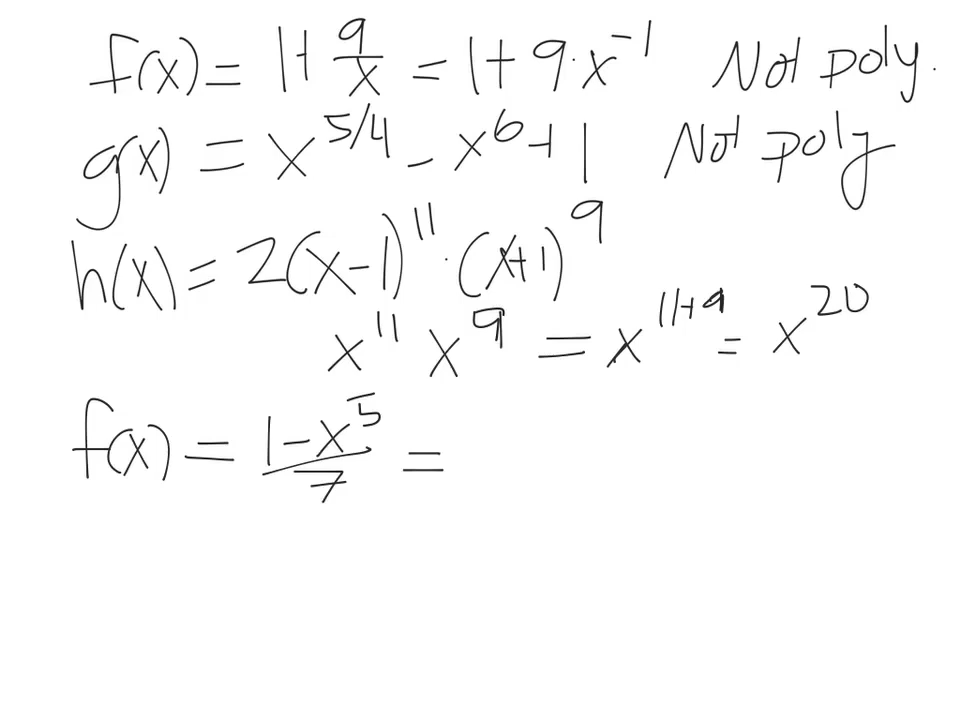 f(x) = 1 + 9/x = 1 + 9·x^-1 Not poly.
g(x) = x^5/4 - x^6 + 1 Not poly
h(x) = 2(x-1)^11 · (x+1)^9
x^11 x^9 = x^11+9 = x^20
f(x) = 1-x^5/7 =